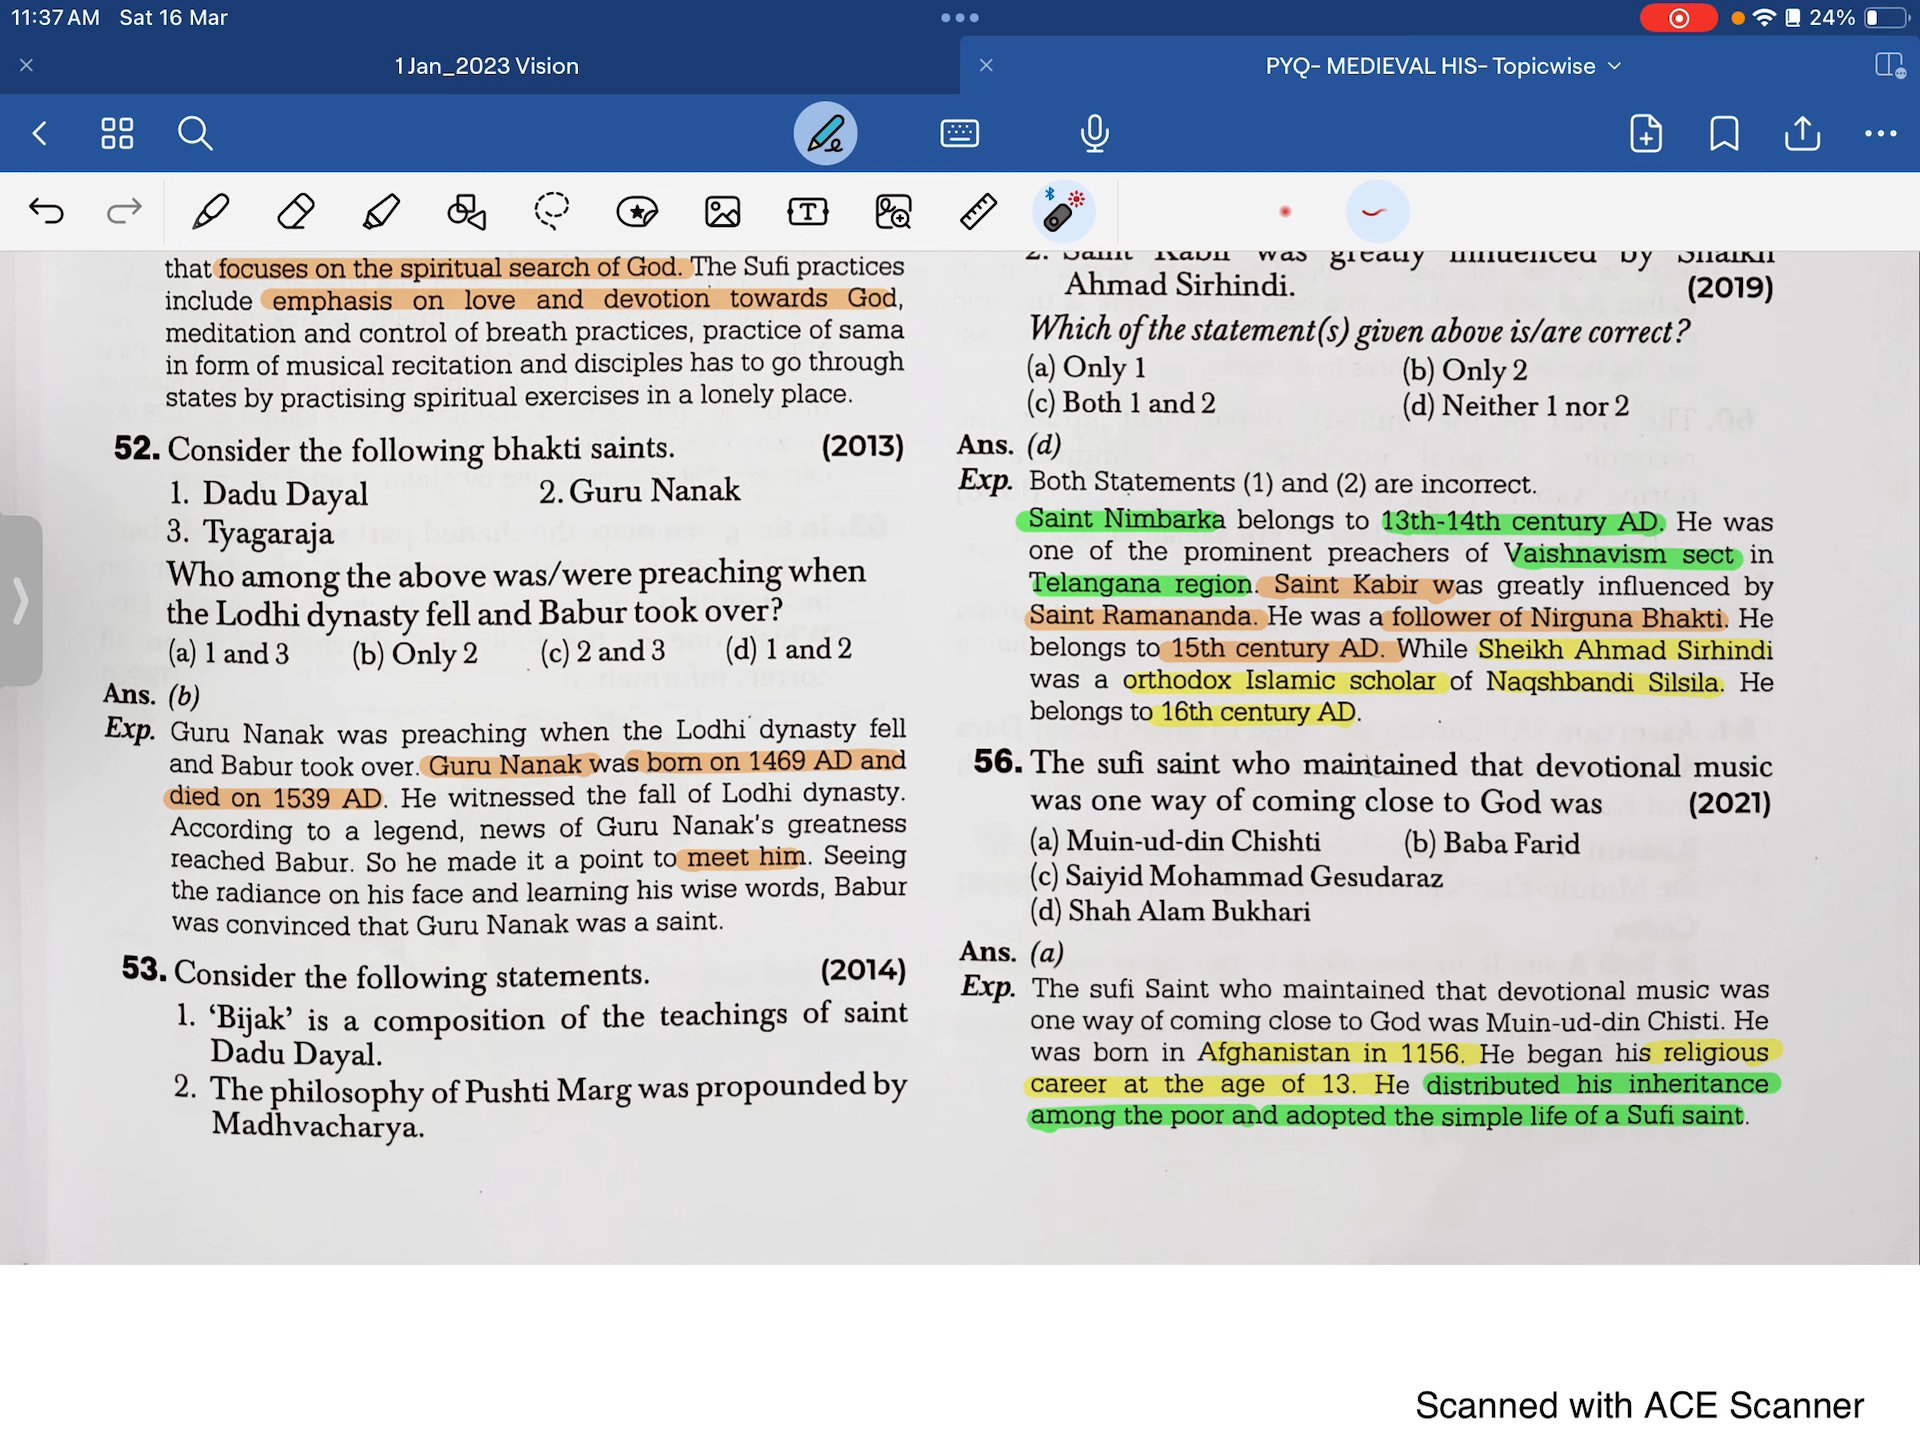 11:37 AM Sat 16 Mar
24%
1 Jan_2023 Vision
PYQ- MEDIEVAL HIS- Topicwise
that focuses on the spiritual search of God. The Sufi practices
include emphasis on love and devotion towards God,
meditation and control of breath practices, practice of sama
in form of musical recitation and disciples has to go through
states by practising spiritual exercises in a lonely place.
52. Consider the following bhakti saints. (2013)
1. Dadu Dayal 2. Guru Nanak
3. Tyagaraja
Who among the above was/were preaching when
the Lodhi dynasty fell and Babur took over?
(a) 1 and 3 (b) Only 2 (c) 2 and 3 (d) 1 and 2
Ans. (b)
Exp. Guru Nanak was preaching when the Lodhi dynasty fell
and Babur took over. Guru Nanak was born on 1469 AD and
died on 1539 AD. He witnessed the fall of Lodhi dynasty.
According to a legend, news of Guru Nanak's greatness
reached Babur. So he made it a point to meet him. Seeing
the radiance on his face and learning his wise words, Babur
was convinced that Guru Nanak was a saint.
53. Consider the following statements. (2014)
1. ‘Bijak’ is a composition of the teachings of saint
Dadu Dayal.
2. The philosophy of Pushti Marg was propounded by
Madhvacharya.
2. Saint Kabir was greatly influenced by Shaikh
Ahmad Sirhindi. (2019)
Which of the statement(s) given above is/are correct?
(a) Only 1 (b) Only 2
(c) Both 1 and 2 (d) Neither 1 nor 2
Ans. (d)
Exp. Both Statements (1) and (2) are incorrect.
Saint Nimbarka belongs to 13th-14th century AD. He was
one of the prominent preachers of Vaishnavism sect in
Telangana region. Saint Kabir was greatly influenced by
Saint Ramananda. He was a follower of Nirguna Bhakti. He
belongs to 15th century AD. While Sheikh Ahmad Sirhindi
was a orthodox Islamic scholar of Naqshbandi Silsila. He
belongs to 16th century AD.
56. The sufi saint who maintained that devotional music
was one way of coming close to God was (2021)
(a) Muin-ud-din Chishti (b) Baba Farid
(c) Saiyid Mohammad Gesudaraz
(d) Shah Alam Bukhari
Ans. (a)
Exp. The sufi Saint who maintained that devotional music was
one way of coming close to God was Muin-ud-din Chisti. He
was born in Afghanistan in 1156. He began his religious
career at the age of 13. He distributed his inheritance
among the poor and adopted the simple life of a Sufi saint.
Scanned with ACE Scanner